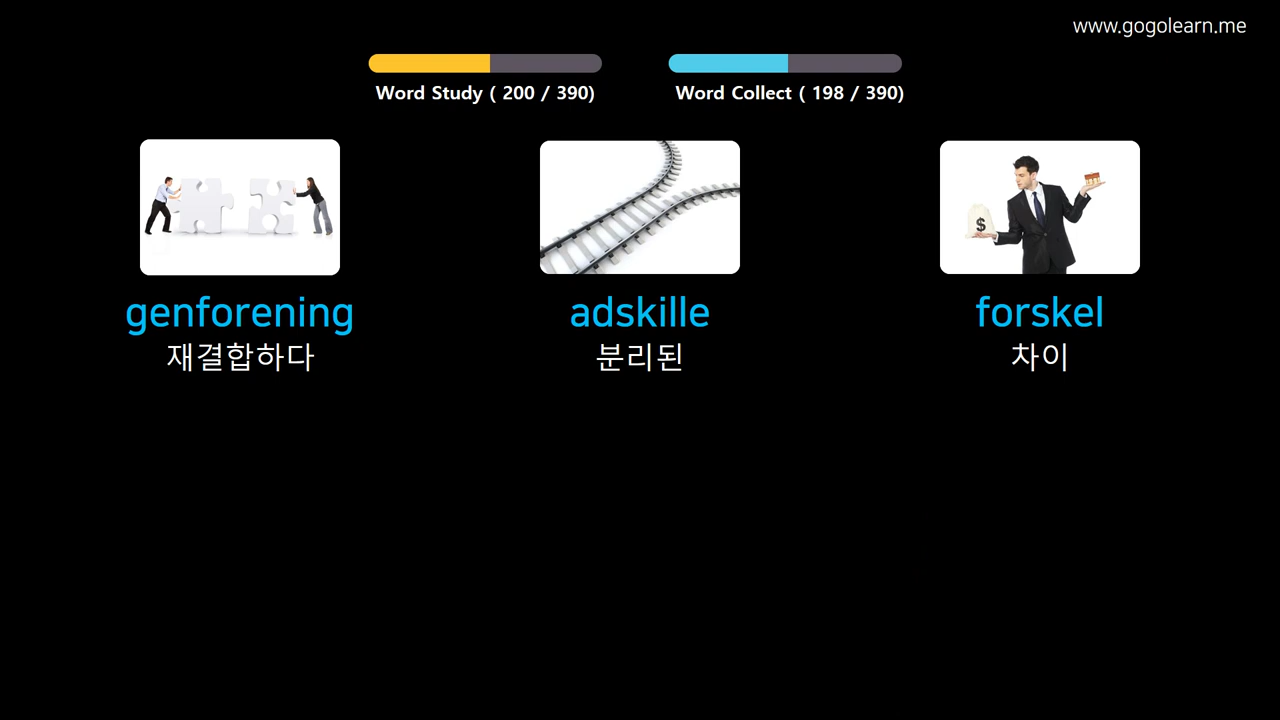 www.gogolearn.me
Word Study ( 200 / 390)
Word Collect ( 198 / 390)
$
genforening
adskille
forskel
재결합하다
분리된
차이